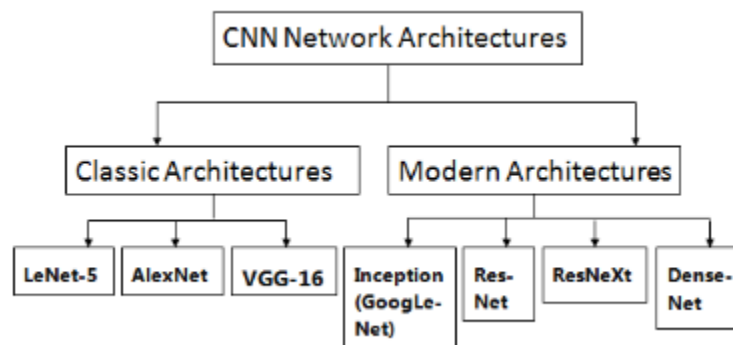 CNN Network Architectures
Classic Architectures
Modern Architectures
LeNet-5
AlexNet
VGG-16
Inception
(GoogLe-
Net)
Res-
Net
ResNeXt
Dense-
Net